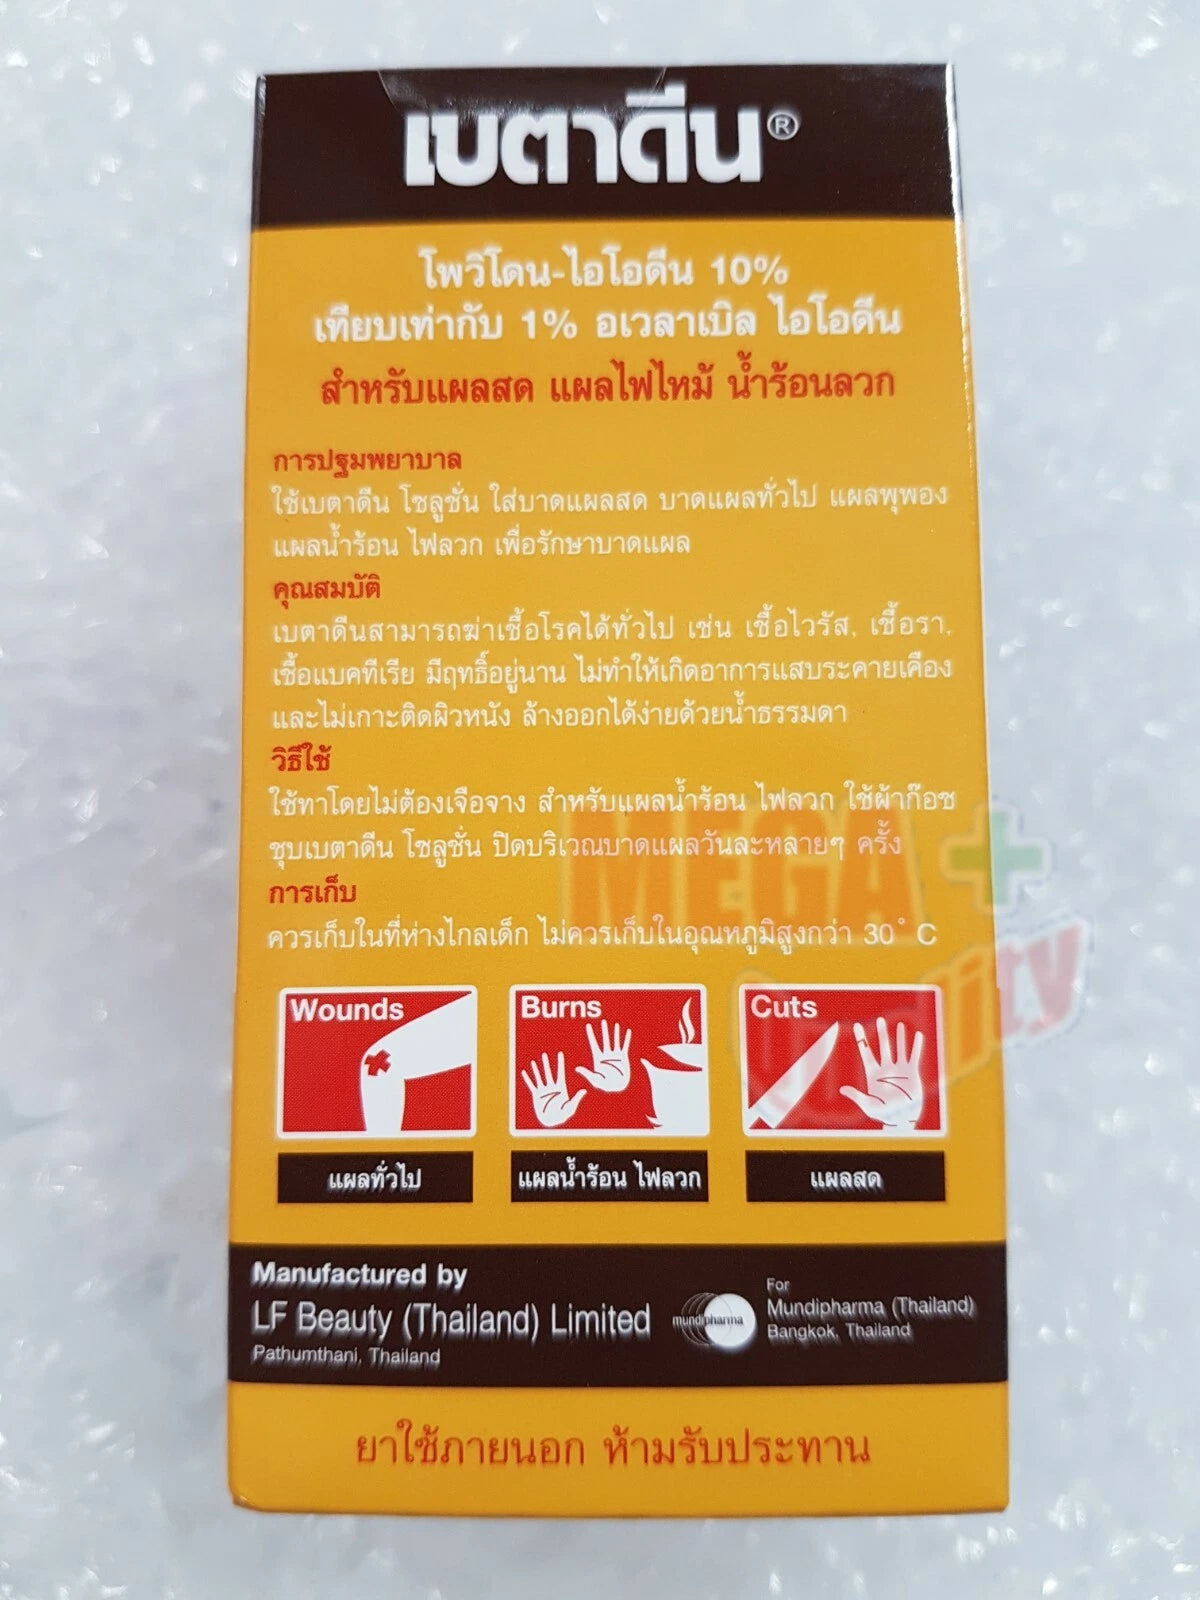 เบตาดีน®
โพวิโดน-ไอโอดีน 10%
เทียบเท่ากับ 1% อเวลาเบิล ไอโอดีน
สำหรับแผลสด แผลไฟไหม้ น้ำร้อนลวก
การปฐมพยาบาล
ใช้เบตาดีน โซลูชั่น ใส่บาดแผลสด บาดแผลทั่วไป แผลพุพอง
แผลน้ำร้อน ไฟลวก เพื่อรักษาบาดแผล
คุณสมบัติ
เบตาดีนสามารถฆ่าเชื้อโรคได้ทั่วไป เช่น เชื้อไวรัส, เชื้อรา,
เชื้อแบคทีเรีย มีฤทธิ์อยู่นาน ไม่ทำให้เกิดอาการแสบระคายเคือง
และไม่เกาะติดผิวหนัง ล้างออกได้ง่ายด้วยน้ำธรรมดา
วิธีใช้
ใช้ทาโดยไม่ต้องเจือจาง สำหรับแผลน้ำร้อน ไฟลวก ใช้ผ้าก๊อซ
ชุบเบตาดีน โซลูชั่น ปิดบริเวณบาดแผลวันละหลายๆ ครั้ง
การเก็บ
ควรเก็บในที่ห่างไกลเด็ก ไม่ควรเก็บในอุณหภูมิสูงกว่า 30° C
MEGA
Wounds
Burns
Cuts
แผลทั่วไป
แผลน้ำร้อน ไฟลวก
แผลสด
Manufactured by
LF Beauty (Thailand) Limited
Pathumthani, Thailand
mundipharma
For
Mundipharma (Thailand)
Bangkok, Thailand
ยาใช้ภายนอก ห้ามรับประทาน